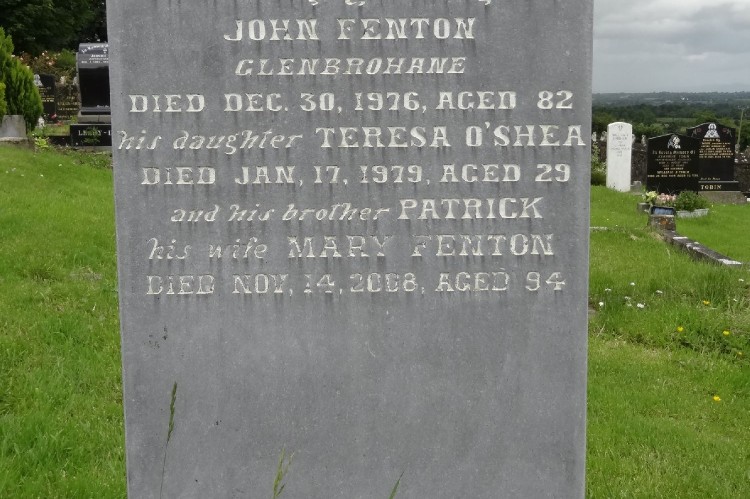 JOHN FENTON
GLENBROHANE
DIED DEC. 30, 1976, AGED 82
his daughter TERESA O'SHEA
DIED JAN, 17, 1979, AGED 29
and his brother PATRICK
his wife MARY FENTON
DIED NOV, 14, 2008, AGED 94
TOBIN